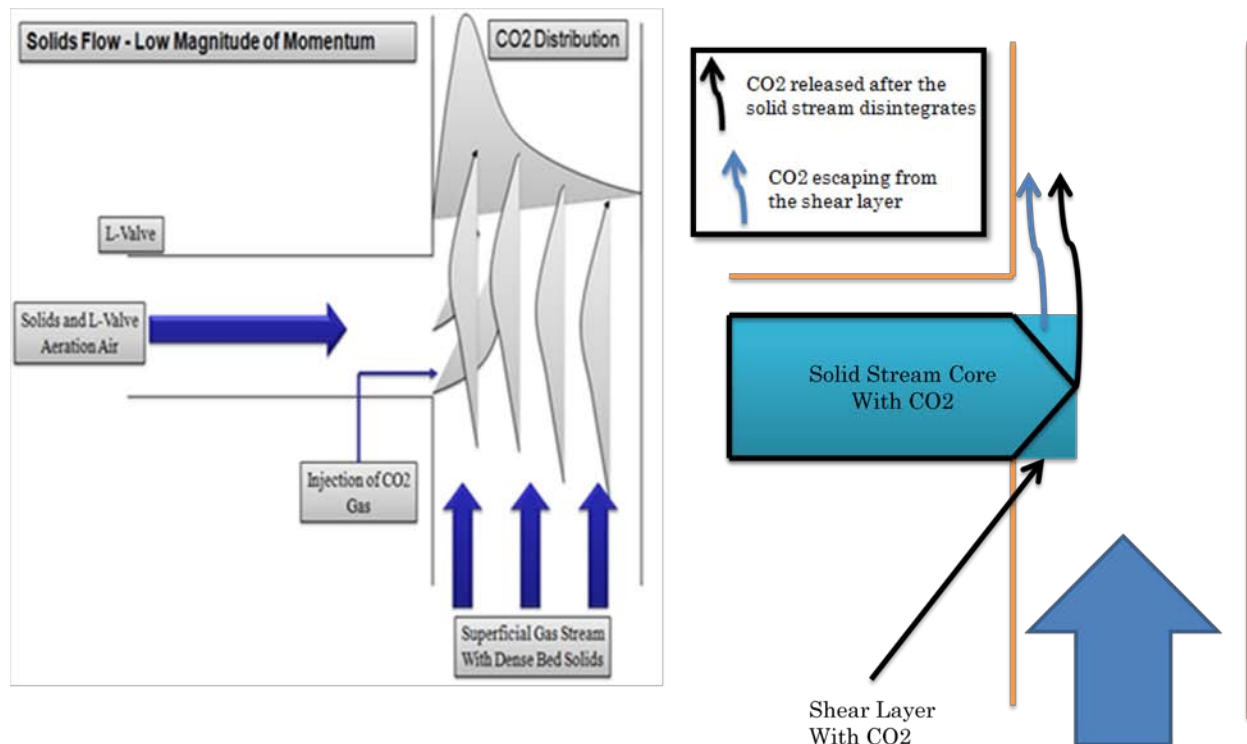 Solids Flow - Low Magnitude of Momentum
CO2 Distribution
L-Valve
Solids and L-Valve
Aeration Air
Injection of CO2
Gas
Superficial Gas Stream
With Dense Bed Solids
CO2 released after the
solid stream disintegrates
CO2 escaping from
the shear layer
Solid Stream Core
With CO2
Shear Layer
With CO2